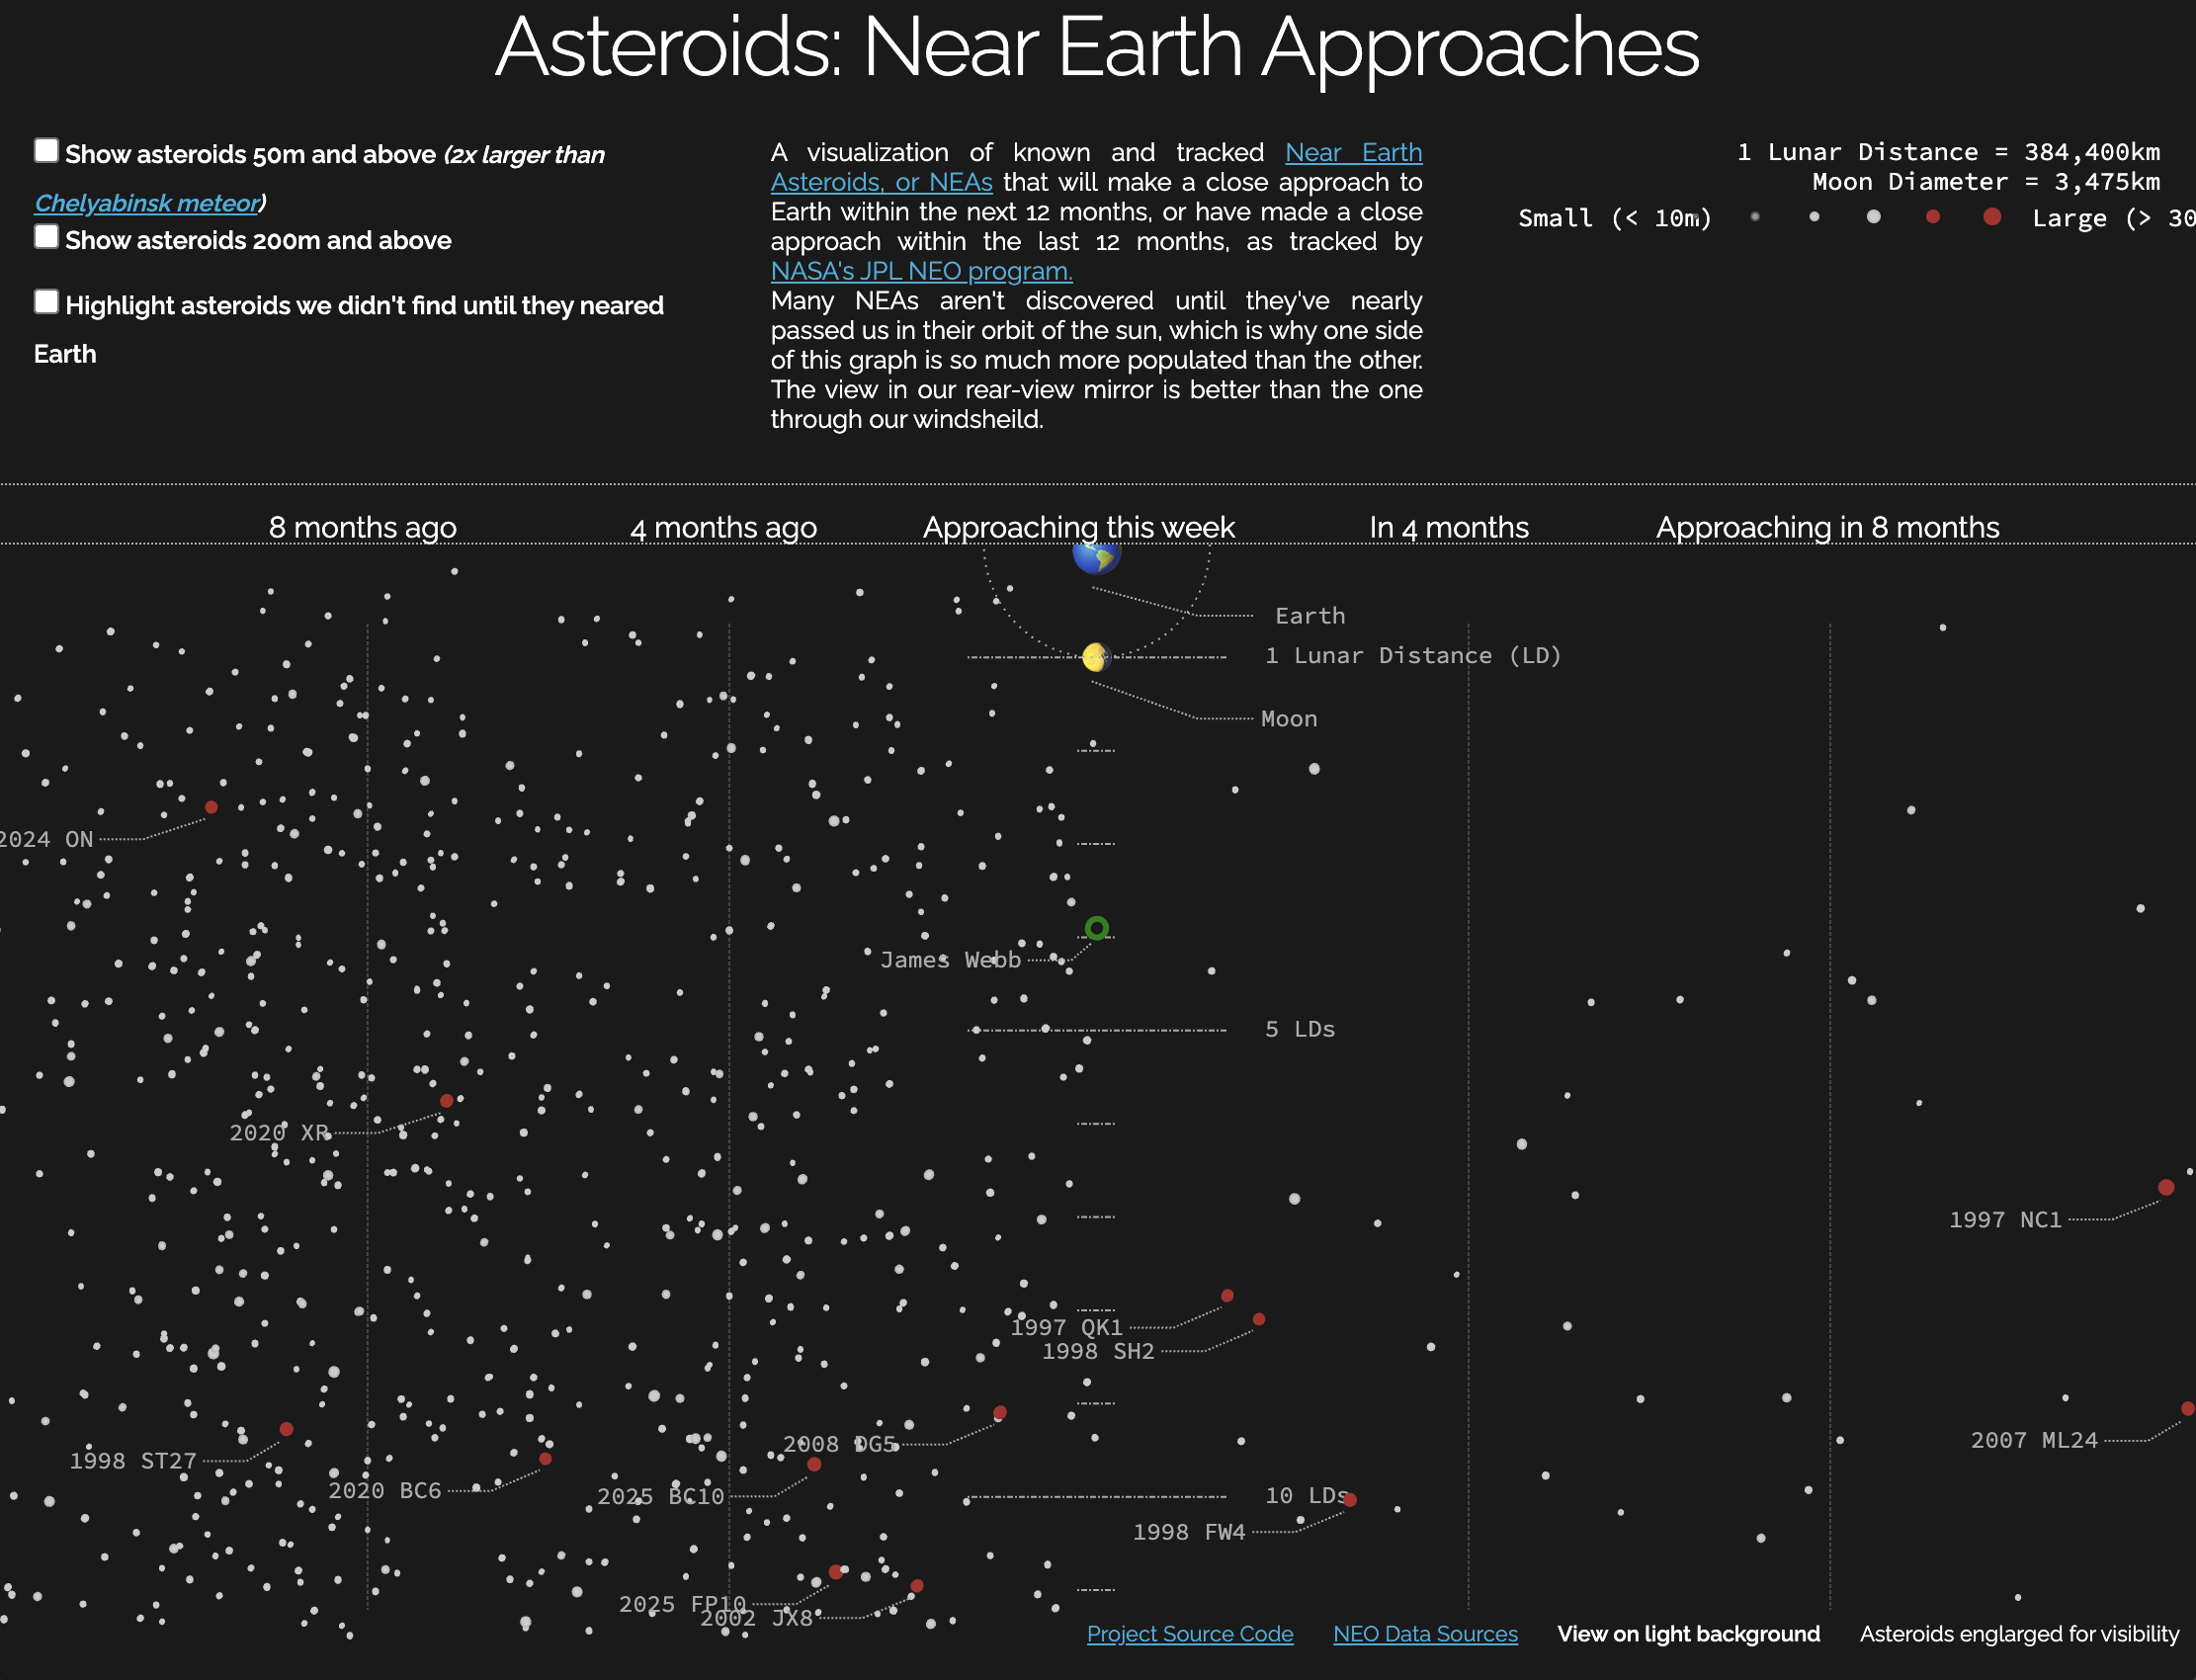 Asteroids: Near Earth Approaches
Show asteroids 50m and above (2x larger than
Chelyabinsk meteor)
Show asteroids 200m and above
Highlight asteroids we didn't find until they neared
Earth
A visualization of known and tracked Near Earth
Asteroids, or NEAs that will make a close approach to
Earth within the next 12 months, or have made a close
approach within the last 12 months, as tracked by
NASA's JPL NEO program.
Many NEAs aren't discovered until they've nearly
passed us in their orbit of the sun, which is why one side
of this graph is so much more populated than the other.
The view in our rear-view mirror is better than the one
through our windsheild.
1 Lunar Distance = 384,400km
Moon Diameter = 3,475km
Small (< 10m)
Large (> 30
8 months ago
4 months ago
Approaching this week
In 4 months
Approaching in 8 months
Earth
1 Lunar Distance (LD)
Moon
2024 ON
James Webb
5 LDs
2020 XR
1997 NC1
1997 QK1
1998 SH2
2008 DG5
2007 ML24
1998 ST27
2020 BC6
2025 BC10
10 LDs
1998 FW4
2025 FP10
2002 JX8
Project Source Code
NEO Data Sources
View on light background
Asteroids englarged for visibility